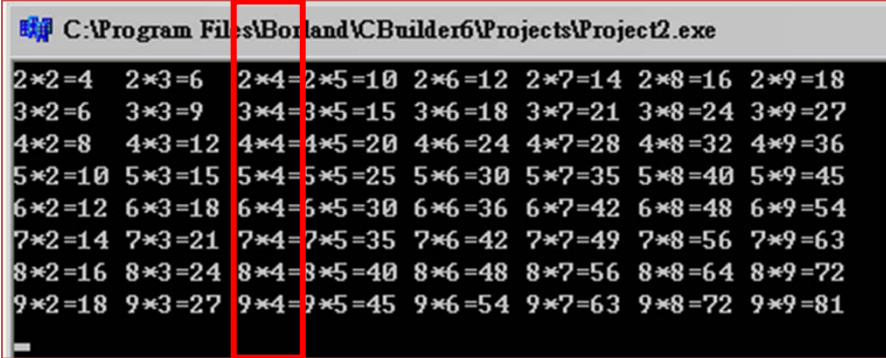 C:\Program Files\Borland\CBuilder6\Projects\Project2.exe
2*2=4 2*3=6 2*4=2*5=10 2*6=12 2*7=14 2*8=16 2*9=18
3*2=6 3*3=9 3*4=3*5=15 3*6=18 3*7=21 3*8=24 3*9=27
4*2=8 4*3=12 4*4=4*5=20 4*6=24 4*7=28 4*8=32 4*9=36
5*2=10 5*3=15 5*4=5*5=25 5*6=30 5*7=35 5*8=40 5*9=45
6*2=12 6*3=18 6*4=6*5=30 6*6=36 6*7=42 6*8=48 6*9=54
7*2=14 7*3=21 7*4=7*5=35 7*6=42 7*7=49 7*8=56 7*9=63
8*2=16 8*3=24 8*4=8*5=40 8*6=48 8*7=56 8*8=64 8*9=72
9*2=18 9*3=27 9*4=9*5=45 9*6=54 9*7=63 9*8=72 9*9=81